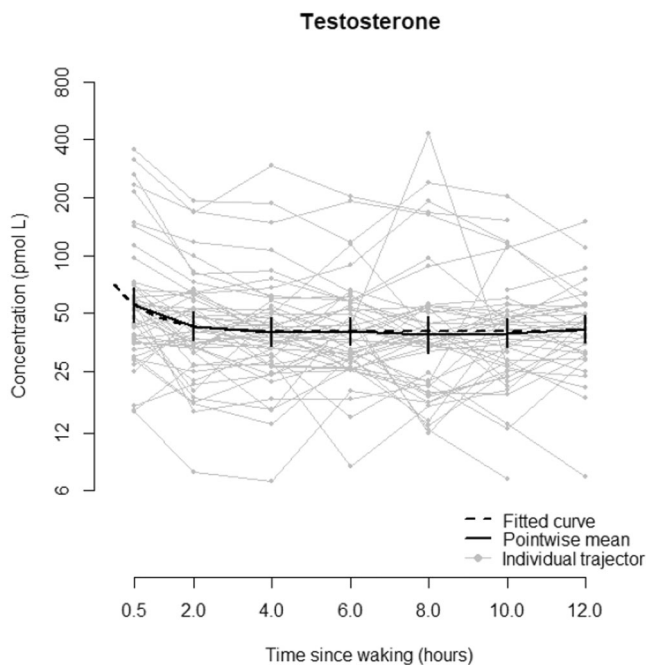 Testosterone
Concentration (pmol L)
800
400
200
100
50
25
12
6
Fitted curve
Pointwise mean
Individual trajector
0.5 2.0 4.0 6.0 8.0 10.0 12.0
Time since waking (hours)